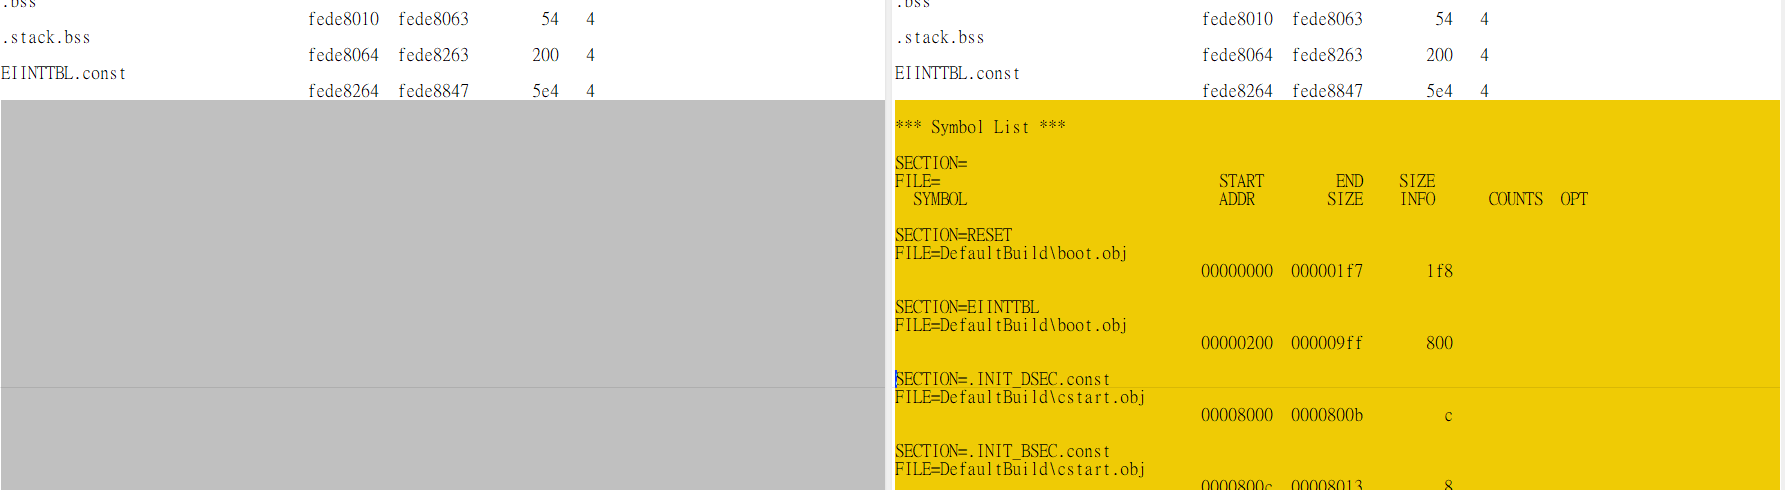 .bss
fede8010 fede8063 54 4
.stack.bss
fede8064 fede8263 200 4
EIINTTBL.const
fede8264 fede8847 5e4 4
.bss
fede8010 fede8063 54 4
.stack.bss
fede8064 fede8263 200 4
EIINTTBL.const
fede8264 fede8847 5e4 4
*** Symbol List ***
SECTION=
FILE= START END SIZE
SYMBOL ADDR SIZE INFO COUNTS OPT
SECTION=RESET
FILE=DefaultBuild\boot.obj
00000000 000001f7 1f8
SECTION=EIINTTBL
FILE=DefaultBuild\boot.obj
00000200 000009ff 800
SECTION=.INIT_DSEC.const
FILE=DefaultBuild\cstart.obj
00008000 0000800b c
SECTION=.INIT_BSEC.const
FILE=DefaultBuild\cstart.obj
0000800c 00008013 8